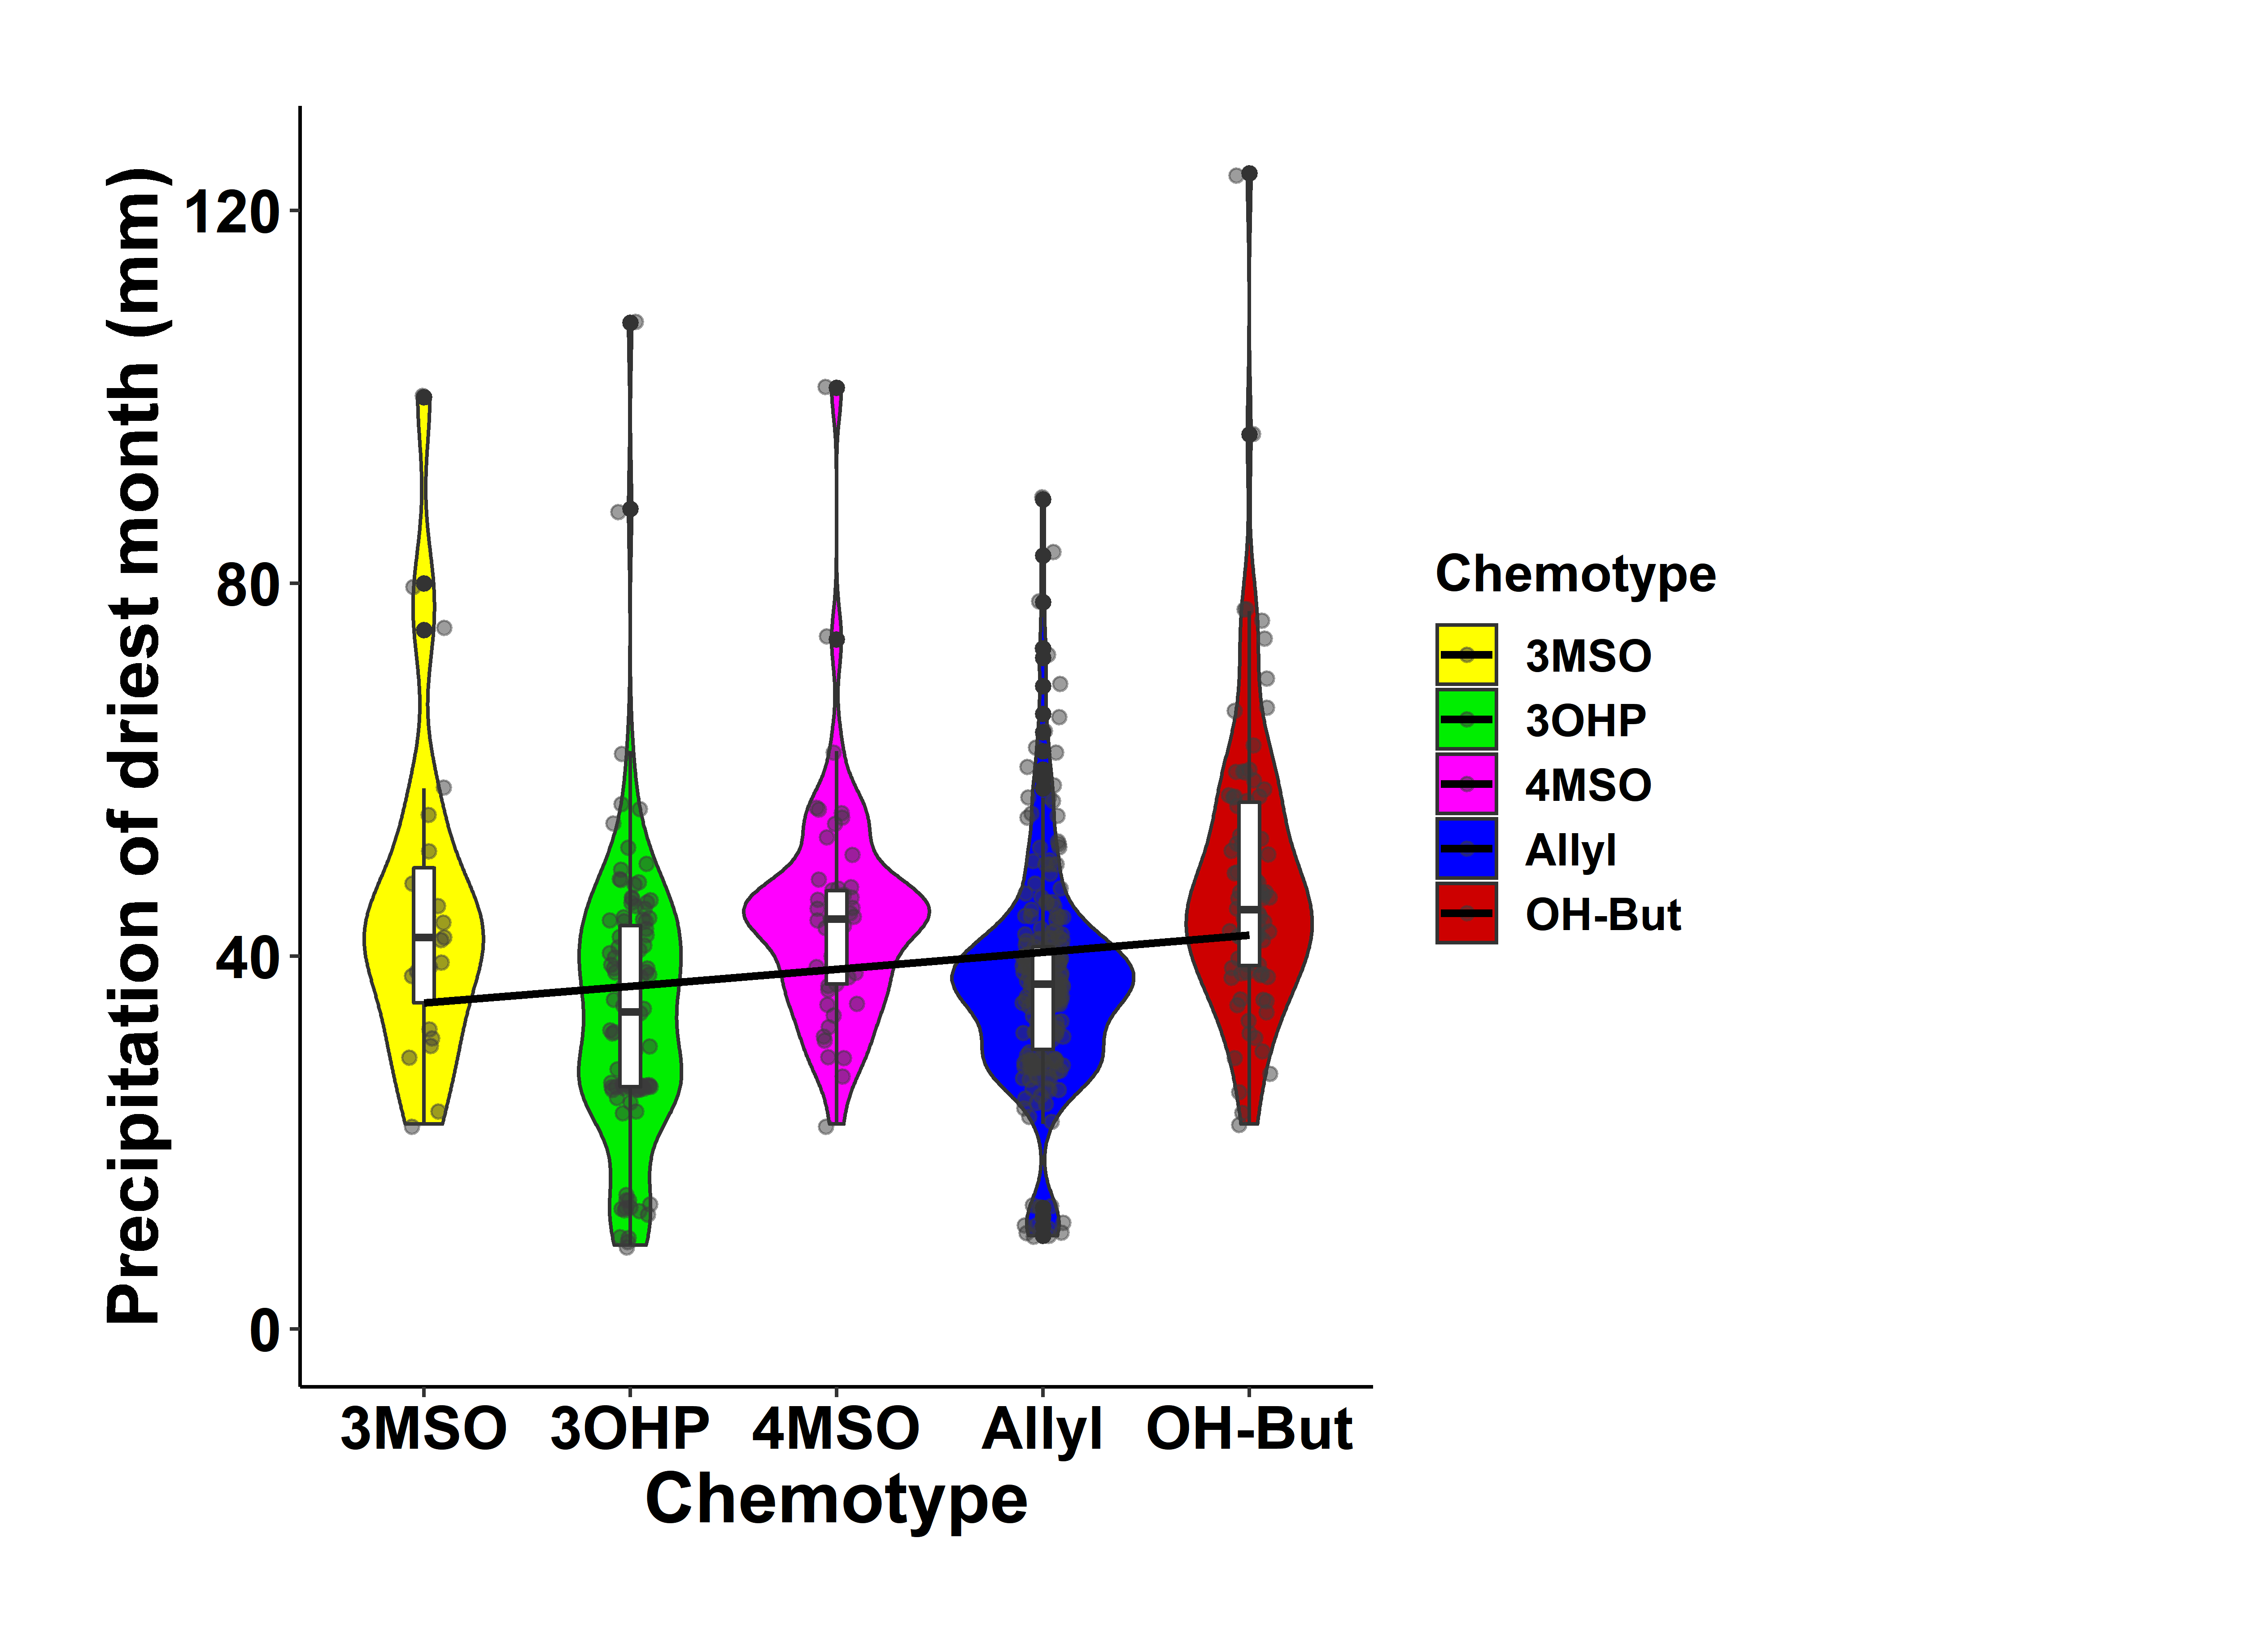 Precipitation of driest month (mm)
120
80
40
0
3MSO 3OHP 4MSO Allyl OH-But
Chemotype
Chemotype
3MSO
3OHP
4MSO
Allyl
OH-But